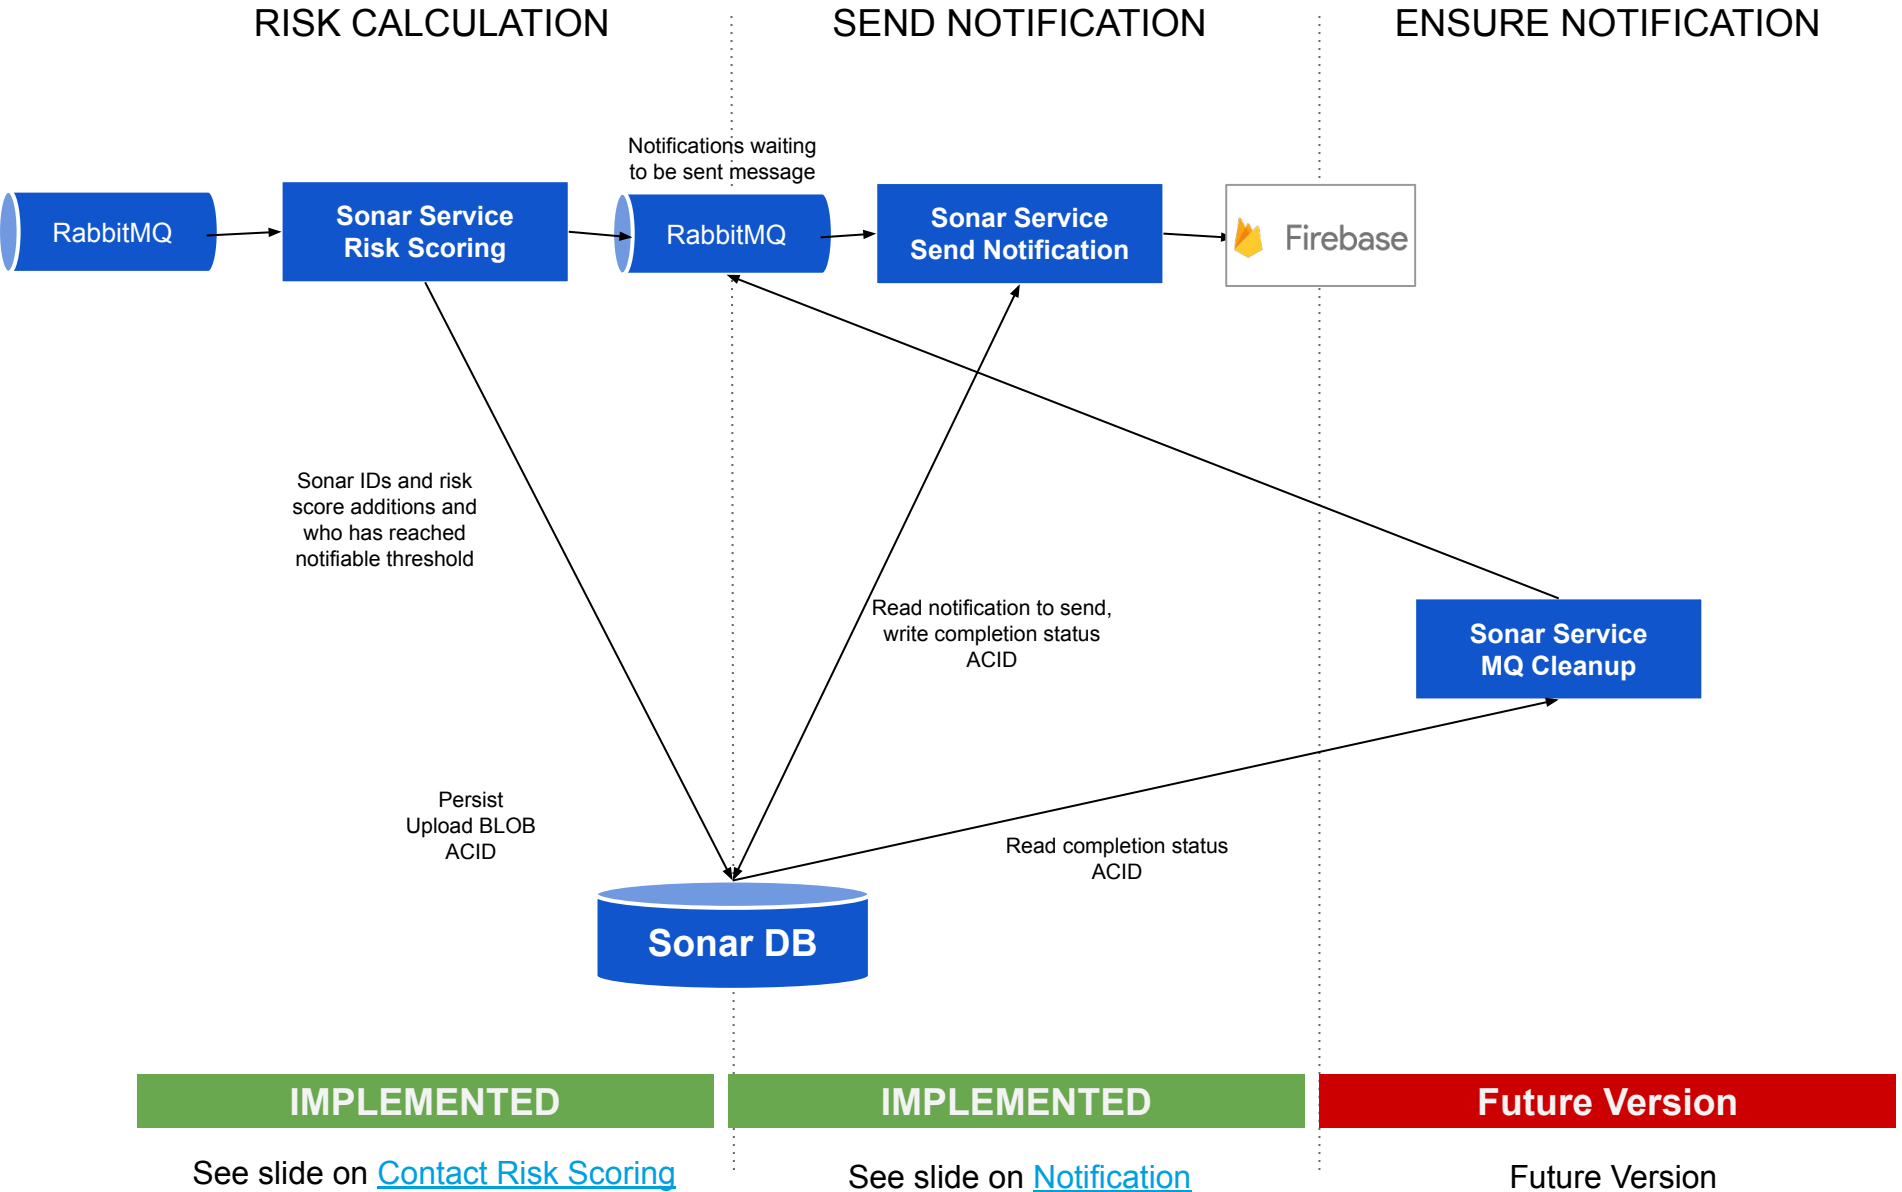 RISK CALCULATION
SEND NOTIFICATION
ENSURE NOTIFICATION
Notifications waiting
to be sent message
RabbitMQ
Sonar Service
Risk Scoring
RabbitMQ
Sonar Service
Send Notification
Firebase
Sonar IDs and risk
score additions and
who has reached
notifiable threshold
Read notification to send,
write completion status
ACID
Sonar Service
MQ Cleanup
Persist
Upload BLOB
ACID
Read completion status
ACID
Sonar DB
IMPLEMENTED
IMPLEMENTED
Future Version
See slide on Contact Risk Scoring
See slide on Notification
Future Version